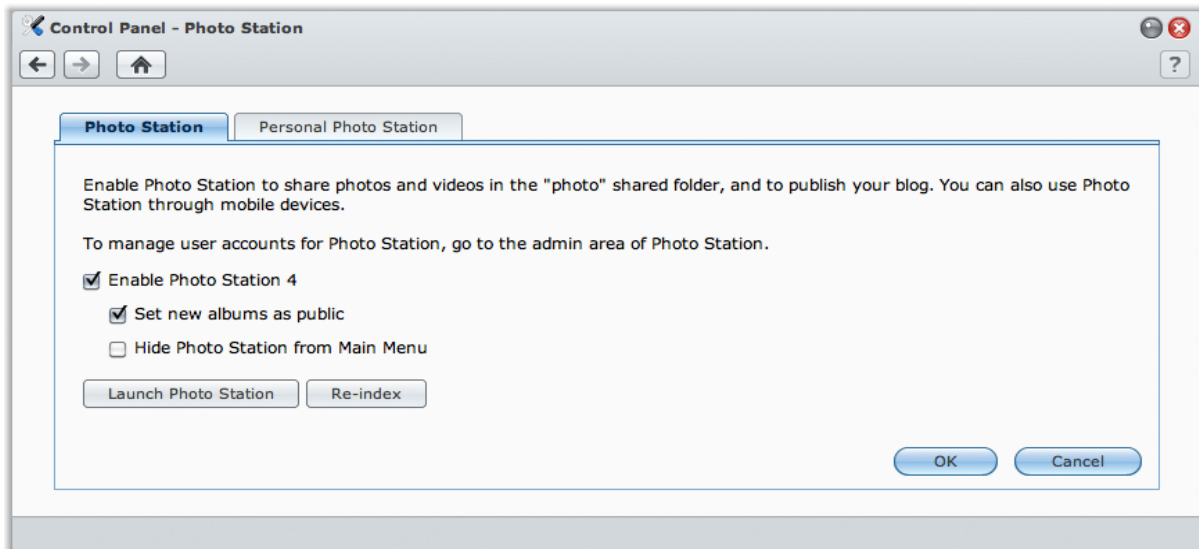 Control Panel - Photo Station
?
Photo Station
Personal Photo Station
Enable Photo Station to share photos and videos in the "photo" shared folder, and to publish your blog. You can also use Photo
Station through mobile devices.
To manage user accounts for Photo Station, go to the admin area of Photo Station.
Enable Photo Station 4
Set new albums as public
Hide Photo Station from Main Menu
Launch Photo Station
Re-index
OK
Cancel